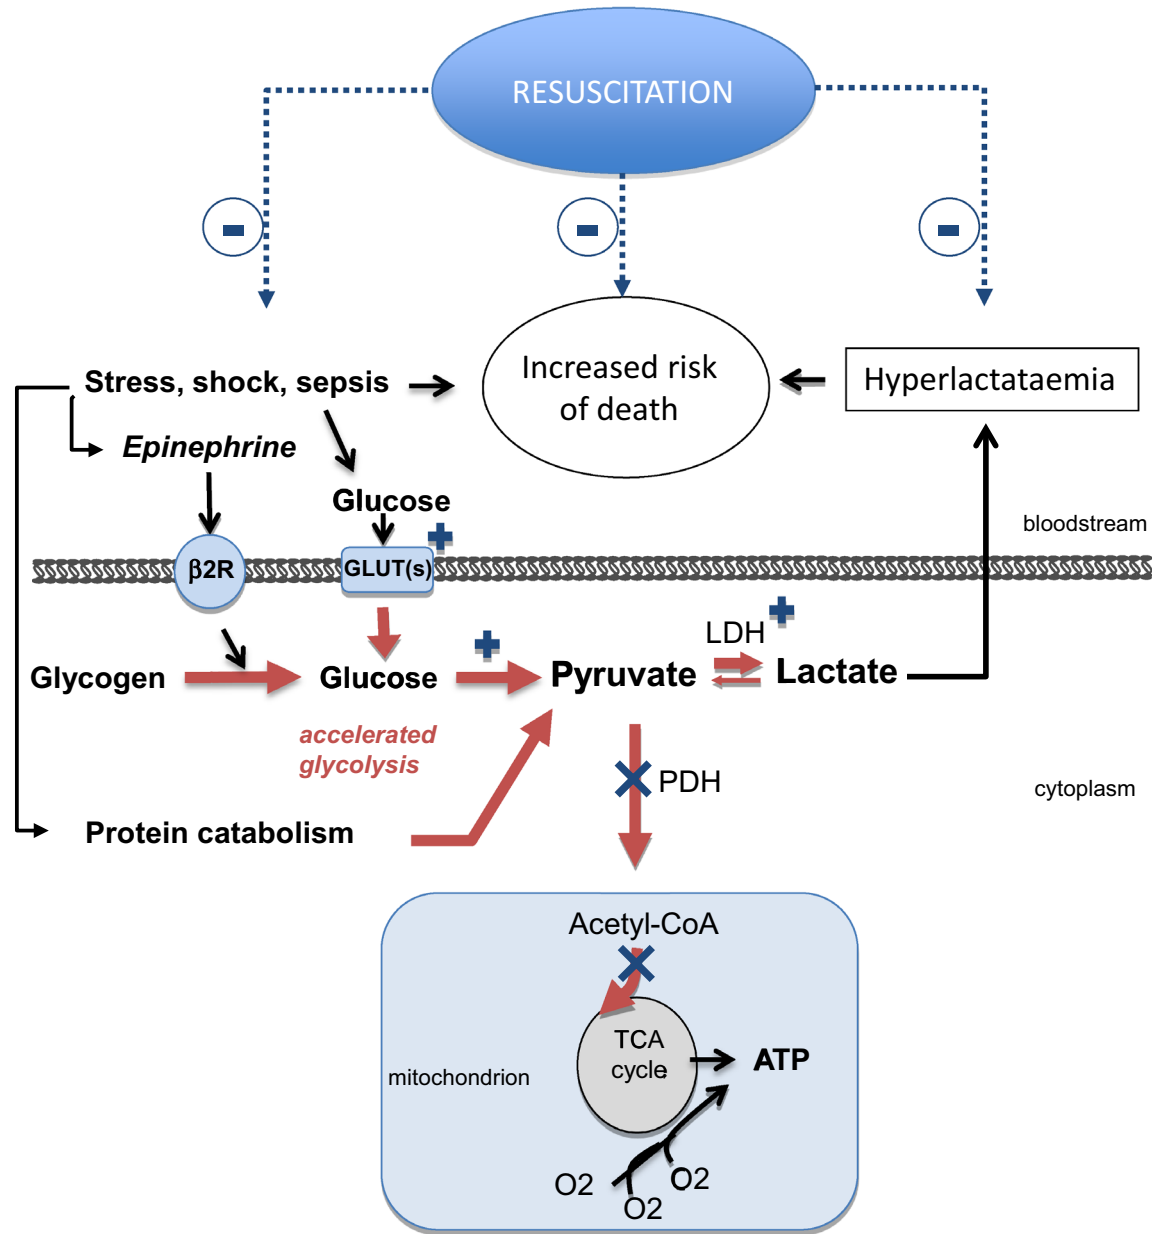 RESUSCITATION
Increased risk
of death
Hyperlactataemia
Stress, shock, sepsis
Epinephrine
Glucose
bloodstream
β2R
GLUT(s)
LDH
Glycogen
Glucose
Pyruvate
Lactate
accelerated
glycolysis
PDH
cytoplasm
Protein catabolism
Acetyl-CoA
TCA
cycle
ATP
mitochondrion
O2
O2
O2